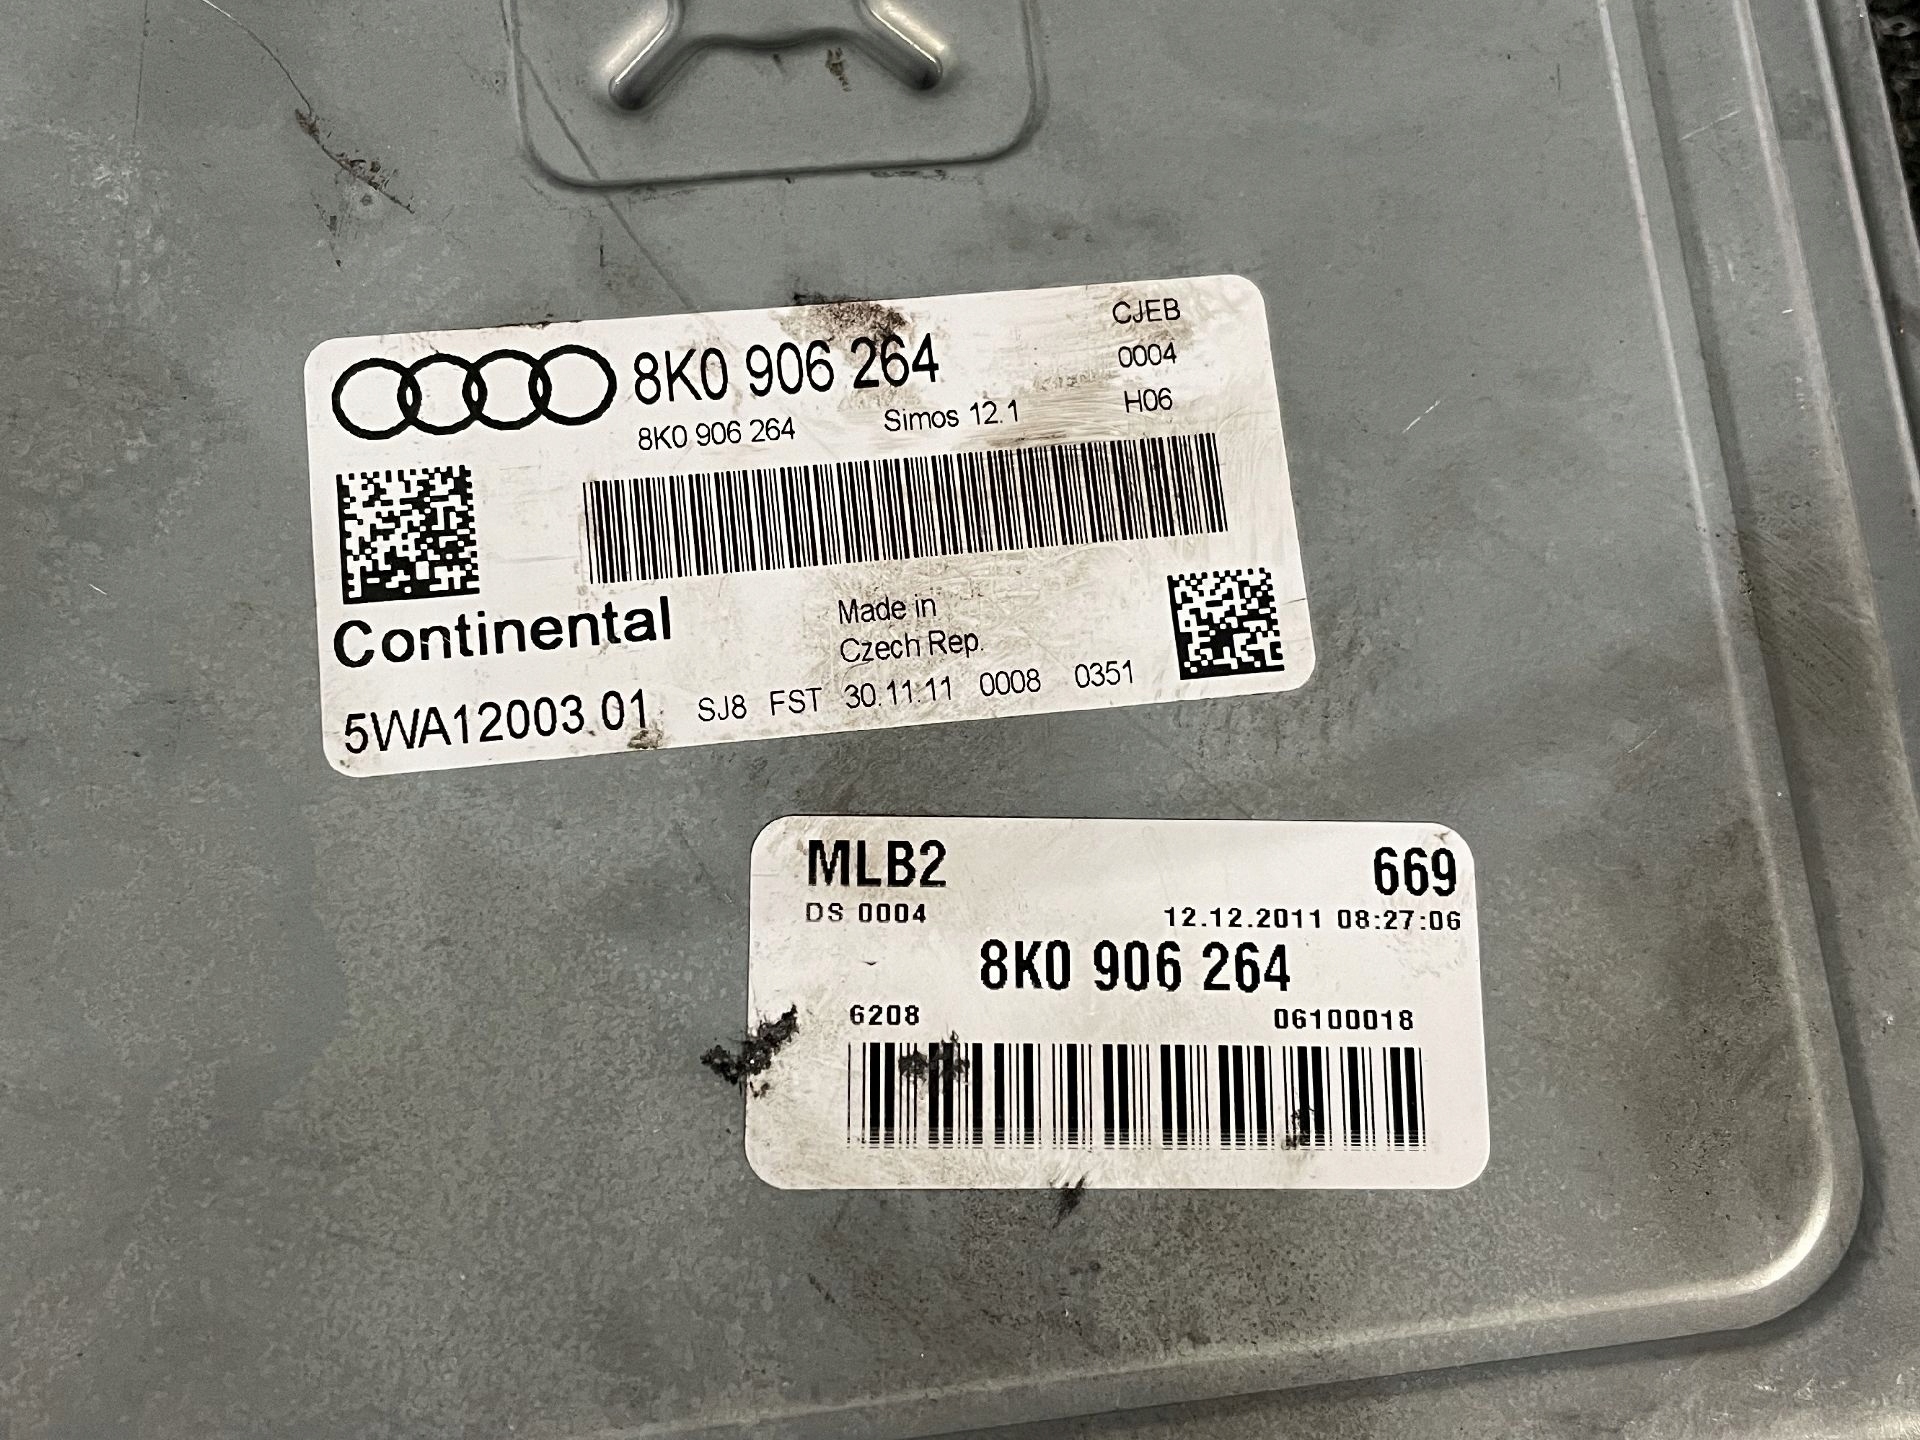 8K0 906 264
CJEB
8K0 906 264 Simos 12.1
0004
H06
Continental
Made in
Czech Rep.
5WA12003 01 SJ8 FST 30.11.11 0008 0351
MLB2 669
DS 0004 12.12.2011 08:27:06
8K0 906 264
6208 06100018